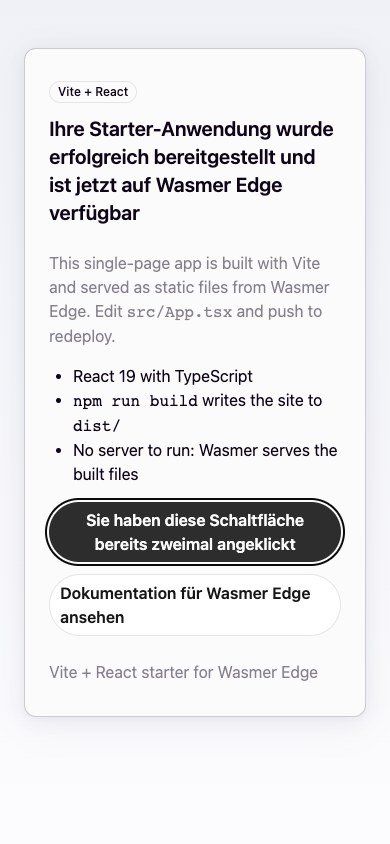 Vite + React
Ihre Starter-Anwendung wurde
erfolgreich bereitgestellt und
ist jetzt auf Wasmer Edge
verfügbar
This single-page app is built with Vite
and served as static files from Wasmer
Edge. Edit src/App.tsx and push to
redeploy.
• React 19 with TypeScript
• npm run build writes the site to
dist/
• No server to run: Wasmer serves the
built files
Sie haben diese Schaltfläche
bereits zweimal angeklickt
Dokumentation für Wasmer Edge
ansehen
Vite + React starter for Wasmer Edge